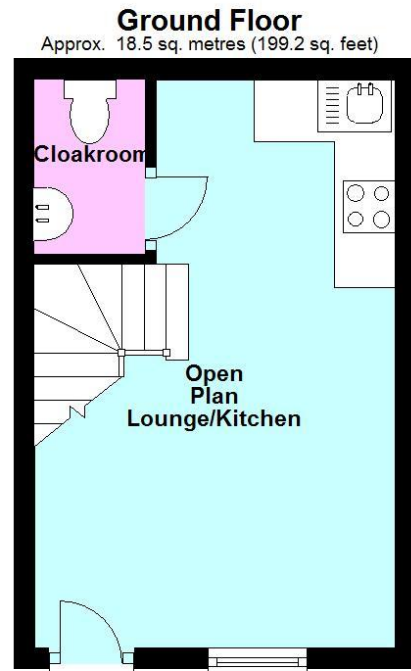 Ground Floor
Approx. 18.5 sq. metres (199.2 sq. feet)
Cloakroom
Open
Plan
Lounge/Kitchen